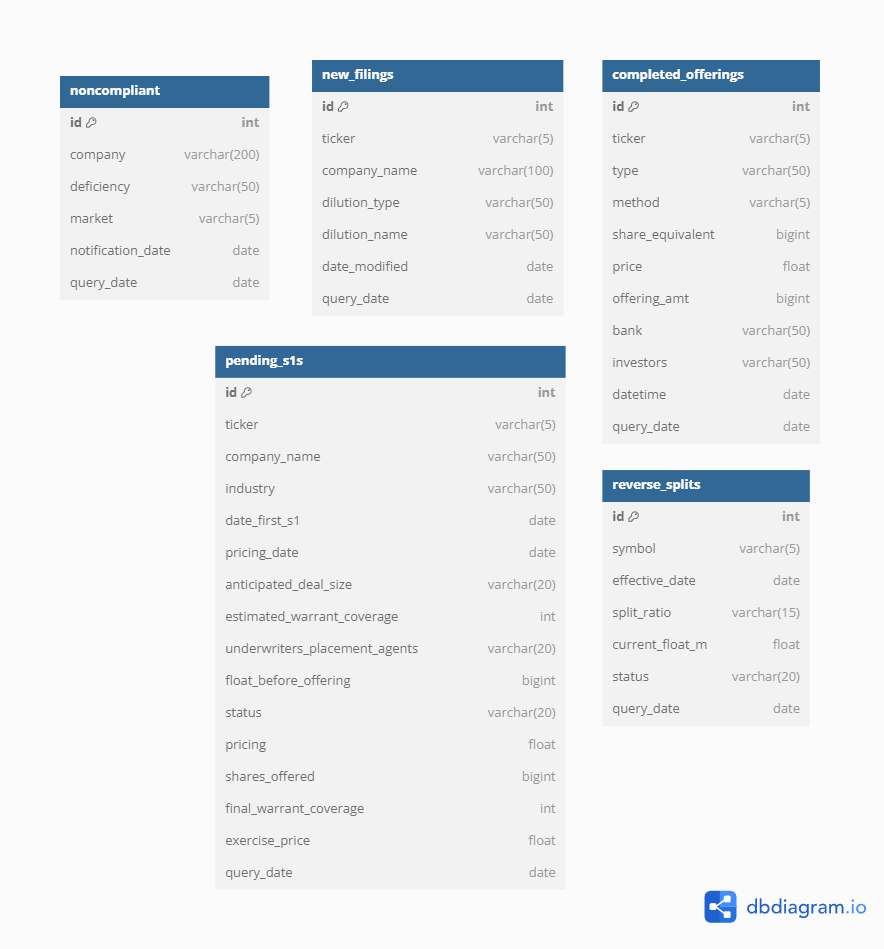 noncompliant
id int
company varchar(200)
deficiency varchar(50)
market varchar(5)
notification_date date
query_date date
new_filings
id int
ticker varchar(5)
company_name varchar(100)
dilution_type varchar(50)
dilution_name varchar(50)
date_modified date
query_date date
completed_offerings
id int
ticker varchar(5)
type varchar(50)
method varchar(5)
share_equivalent bigint
price float
offering_amt bigint
bank varchar(50)
investors varchar(50)
datetime date
query_date date
pending_s1s
id int
ticker varchar(5)
company_name varchar(50)
industry varchar(50)
date_first_s1 date
pricing_date date
anticipated_deal_size varchar(20)
estimated_warrant_coverage int
underwriters_placement_agents varchar(20)
float_before_offering bigint
status varchar(20)
pricing float
shares_offered bigint
final_warrant_coverage int
exercise_price float
query_date date
reverse_splits
id int
symbol varchar(5)
effective_date date
split_ratio varchar(15)
current_float_m float
status varchar(20)
query_date date
dbdiagram.io